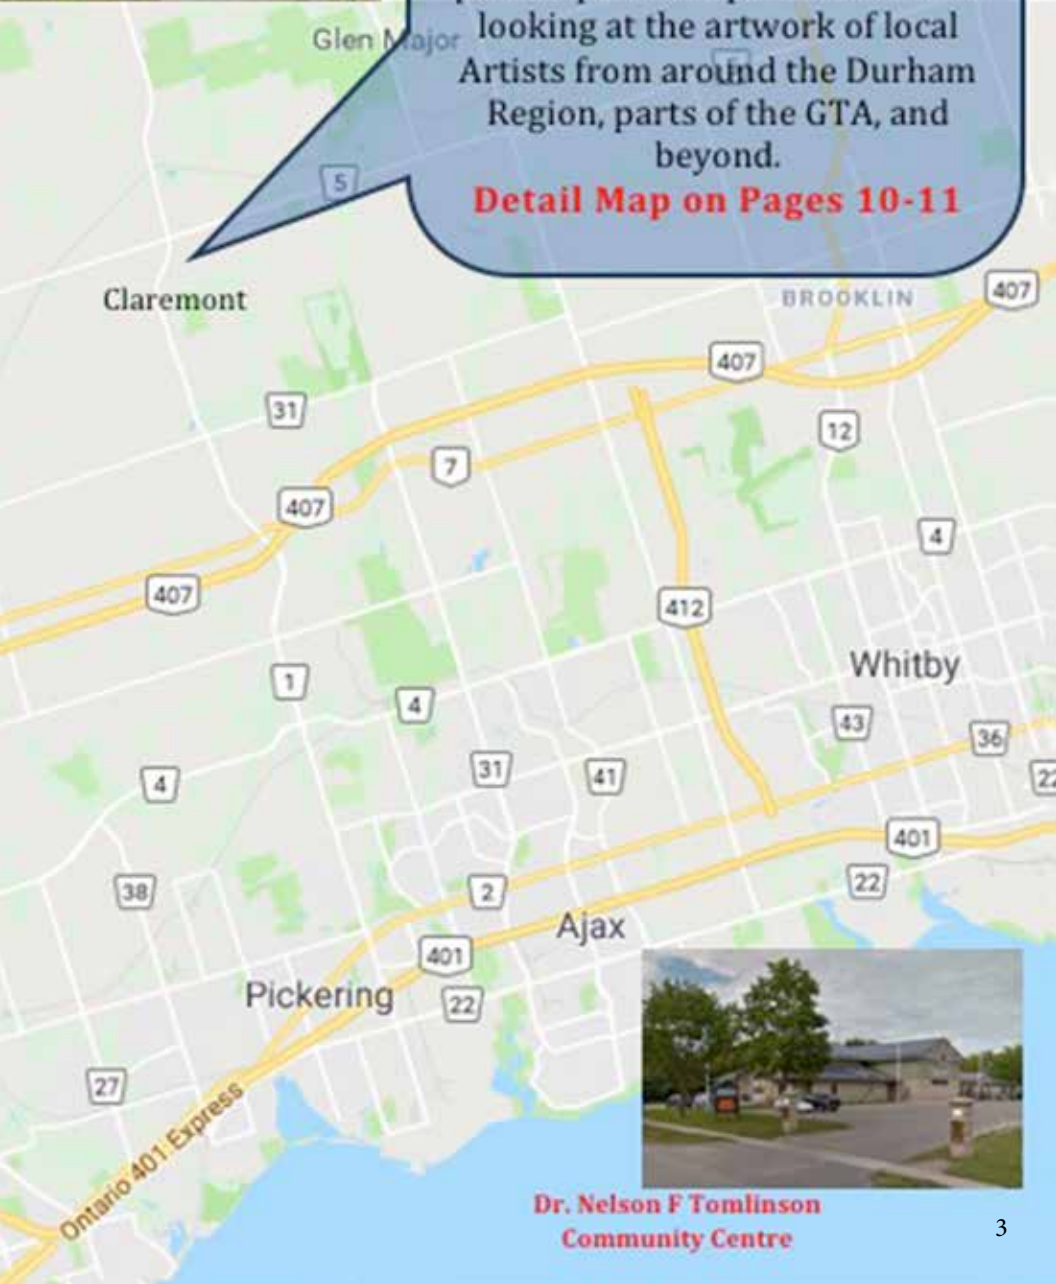 looking at the artwork of local
Artists from around the Durham
Region, parts of the GTA, and
beyond.
Detail Map on Pages 10-11
Glen Major
5
5
Claremont
BROOKLIN
407
407
31
12
7
407
4
407
412
Whitby
1
4
43
36
31
41
4
22
401
38
2
22
Ajax
401
Pickering
22
27
Ontario 401 Express
Dr. Nelson F Tomlinson
Community Centre
3